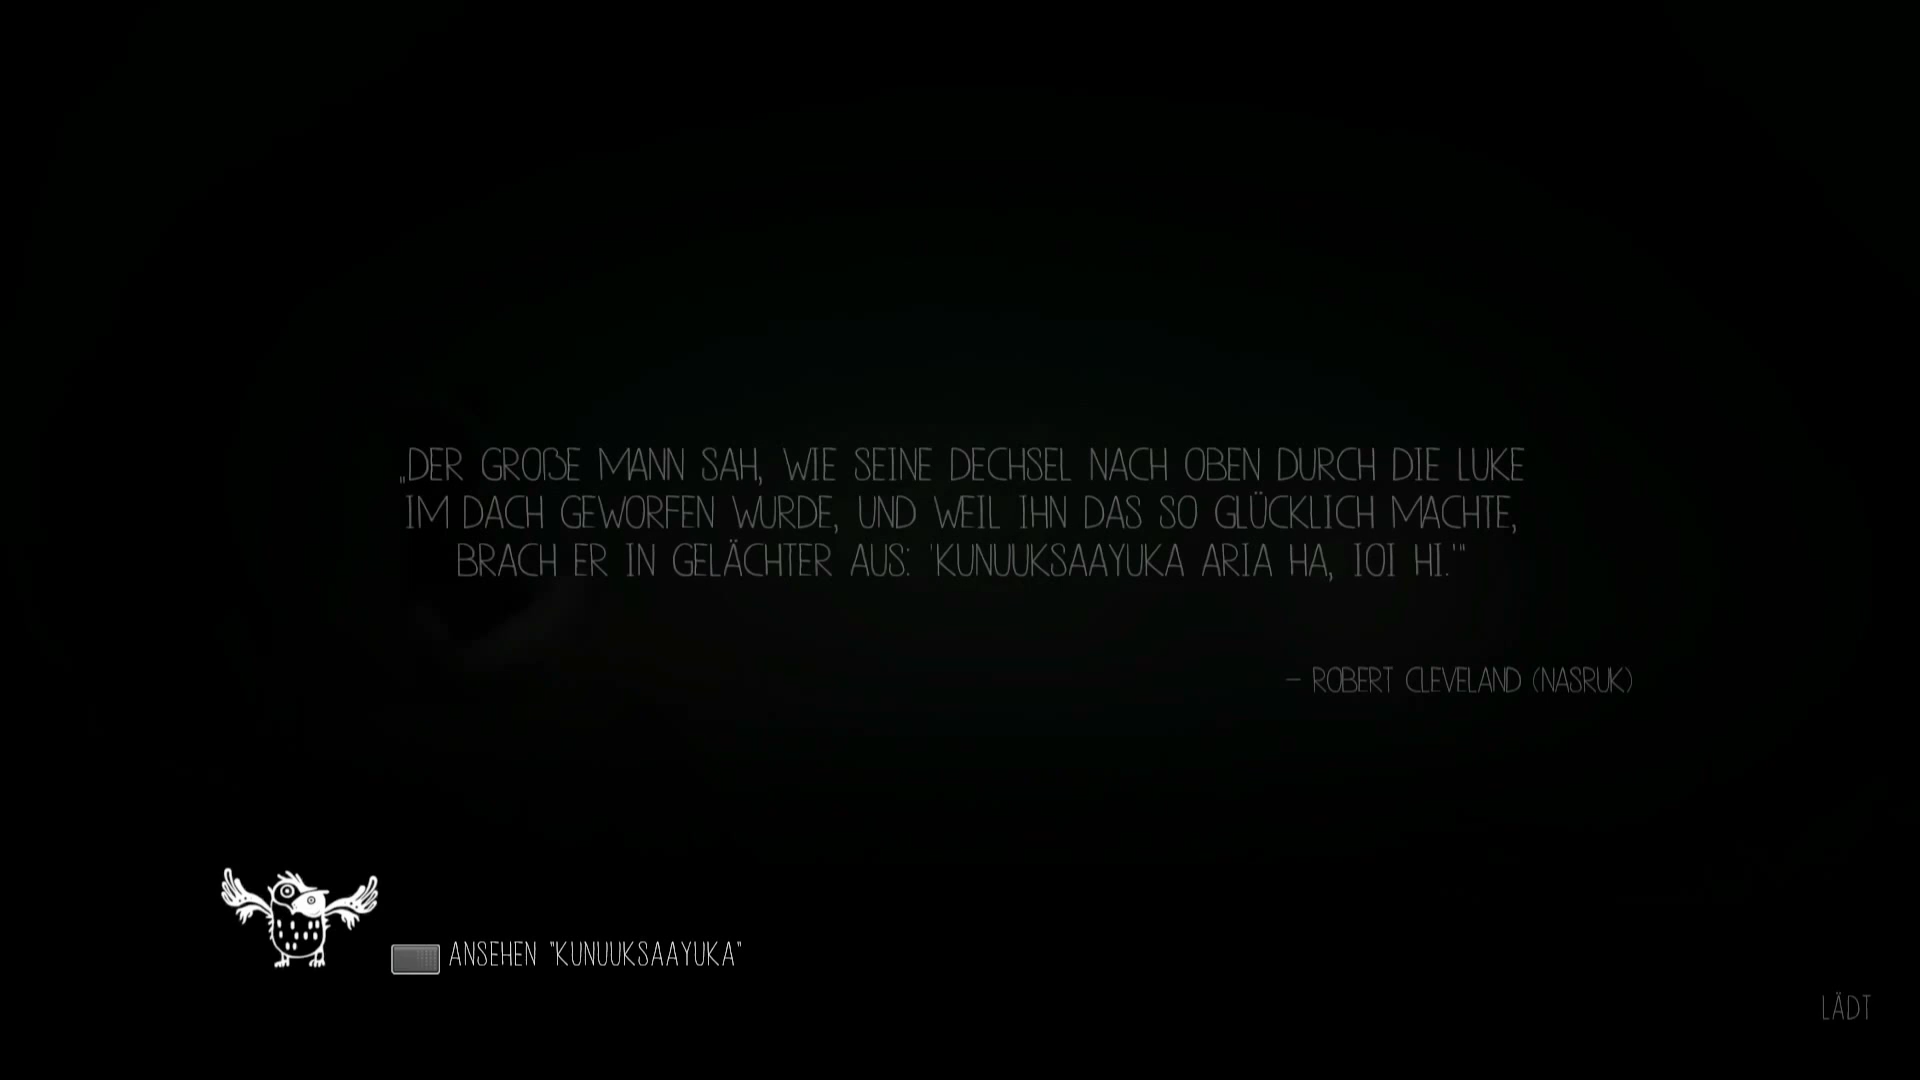 „DER GROßE MANN SAH, WIE SEINE DECHSEL NACH OBEN DURCH DIE LUKE
IM DACH GEWORFEN WURDE, UND WEIL IHN DAS SO GLÜCKLICH MACHTE,
BRACH ER IN GELÄCHTER AUS: 'KUNUUKSAAYUKA ARIA HA, IOI HI.'"
– ROBERT CLEVELAND (NASRUK)
ANSEHEN "KUNUUKSAAYUKA"
LÄDT